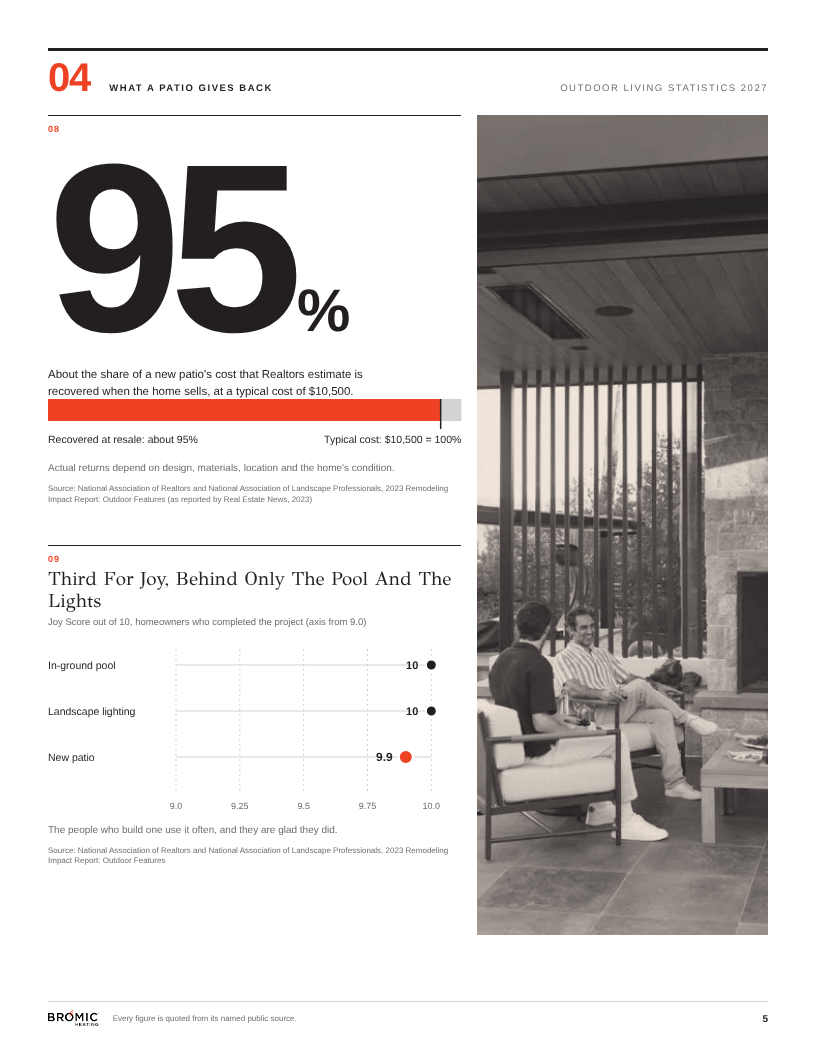 04 WHAT A PATIO GIVES BACK
OUTDOOR LIVING STATISTICS 2027
08
95%
About the share of a new patio's cost that Realtors estimate is
recovered when the home sells, at a typical cost of $10,500.
Recovered at resale: about 95%
Typical cost: $10,500 = 100%
Actual returns depend on design, materials, location and the home's condition.
Source: National Association of Realtors and National Association of Landscape Professionals, 2023 Remodeling
Impact Report: Outdoor Features (as reported by Real Estate News, 2023)
09
Third For Joy, Behind Only The Pool And The
Lights
Joy Score out of 10, homeowners who completed the project (axis from 9.0)
In-ground pool 10
Landscape lighting 10
New patio 9.9
9.0 9.25 9.5 9.75 10.0
The people who build one use it often, and they are glad they did.
Source: National Association of Realtors and National Association of Landscape Professionals, 2023 Remodeling
Impact Report: Outdoor Features
BROMIC
HEATING
Every figure is quoted from its named public source.
5